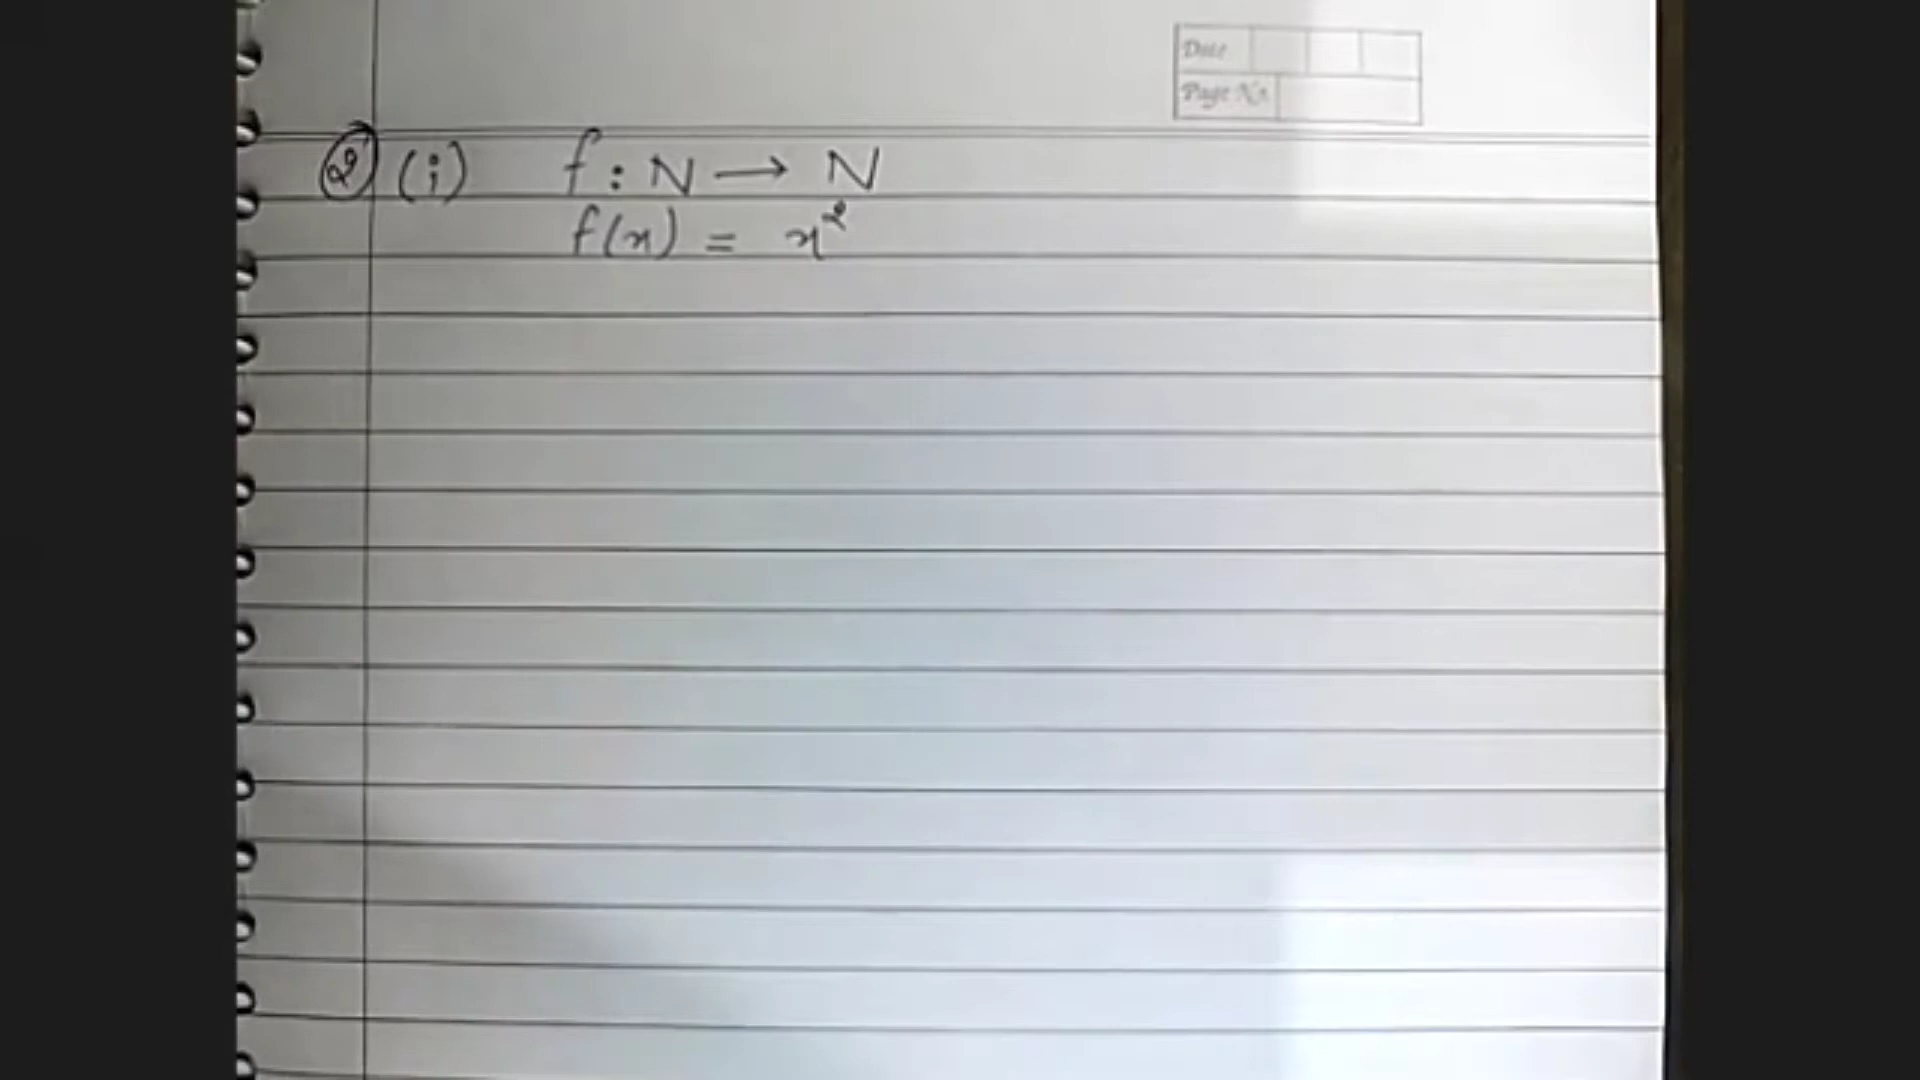 Date
Page No.
② (i) f : N → N
f(x) = x²